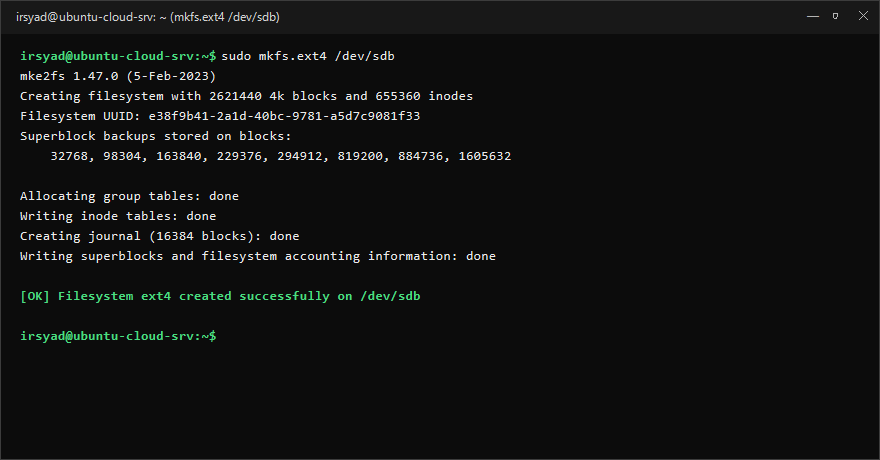 irsyad@ubuntu-cloud-srv: ~ (mkfs.ext4 /dev/sdb)
irsyad@ubuntu-cloud-srv:~$ sudo mkfs.ext4 /dev/sdb
mke2fs 1.47.0 (5-Feb-2023)
Creating filesystem with 2621440 4k blocks and 655360 inodes
Filesystem UUID: e38f9b41-2a1d-40bc-9781-a5d7c9081f33
Superblock backups stored on blocks:
    32768, 98304, 163840, 229376, 294912, 819200, 884736, 1605632
Allocating group tables: done
Writing inode tables: done
Creating journal (16384 blocks): done
Writing superblocks and filesystem accounting information: done
[OK] Filesystem ext4 created successfully on /dev/sdb
irsyad@ubuntu-cloud-srv:~$